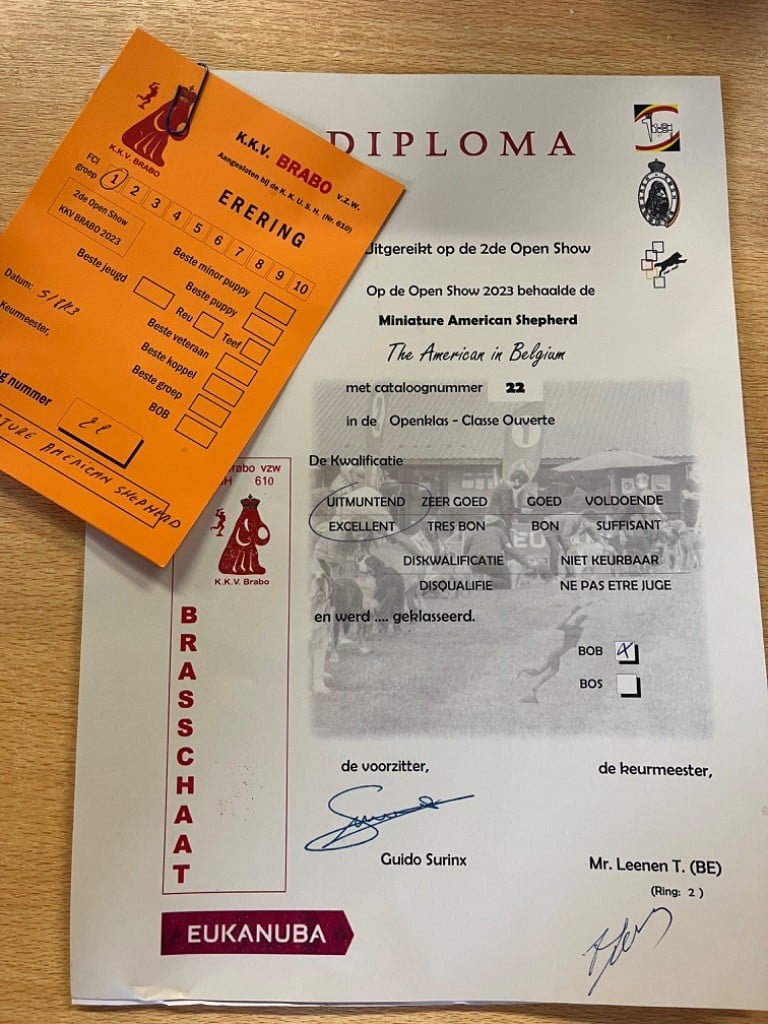 K.K.V. BRABO v.z.w.
Aangesloten bij de K.K.U.S.H. (Nr. 610)
K.K.V. BRABO
ERERING
FCI
groep 1 2 3 4 5 6 7 8 9 10
2de Open Show
KKV BRABO 2023
Beste minor puppy
Beste puppy
Beste jeugd
Reu
Teef
Beste veteraan
Beste koppel
Beste groep
BOB
Datum:
Keurmeester,
nummer
22
AMERICAN SHEPHERD
DIPLOMA
Uitgereikt op de 2de Open Show
Op de Open Show 2023 behaalde de
Miniature American Shepherd
The American in Belgium
met cataloognummer 22
in de Openklas - Classe Ouverte
De Kwalificatie
UITMUNTEND ZEER GOED GOED VOLDOENDE
EXCELLENT TRES BON BON SUFFISANT
DISKWALIFICATIE NIET KEURBAAR
DISQUALIFIE NE PAS ETRE JUGE
en werd .... geklasseerd.
BOB X
BOS
vzw
610
K.K.V. Brabo
BRASSCHAAT
de voorzitter,
de keurmeester,
Guido Surinx
Mr. Leenen T. (BE)
(Ring: 2 )
EUKANUBA